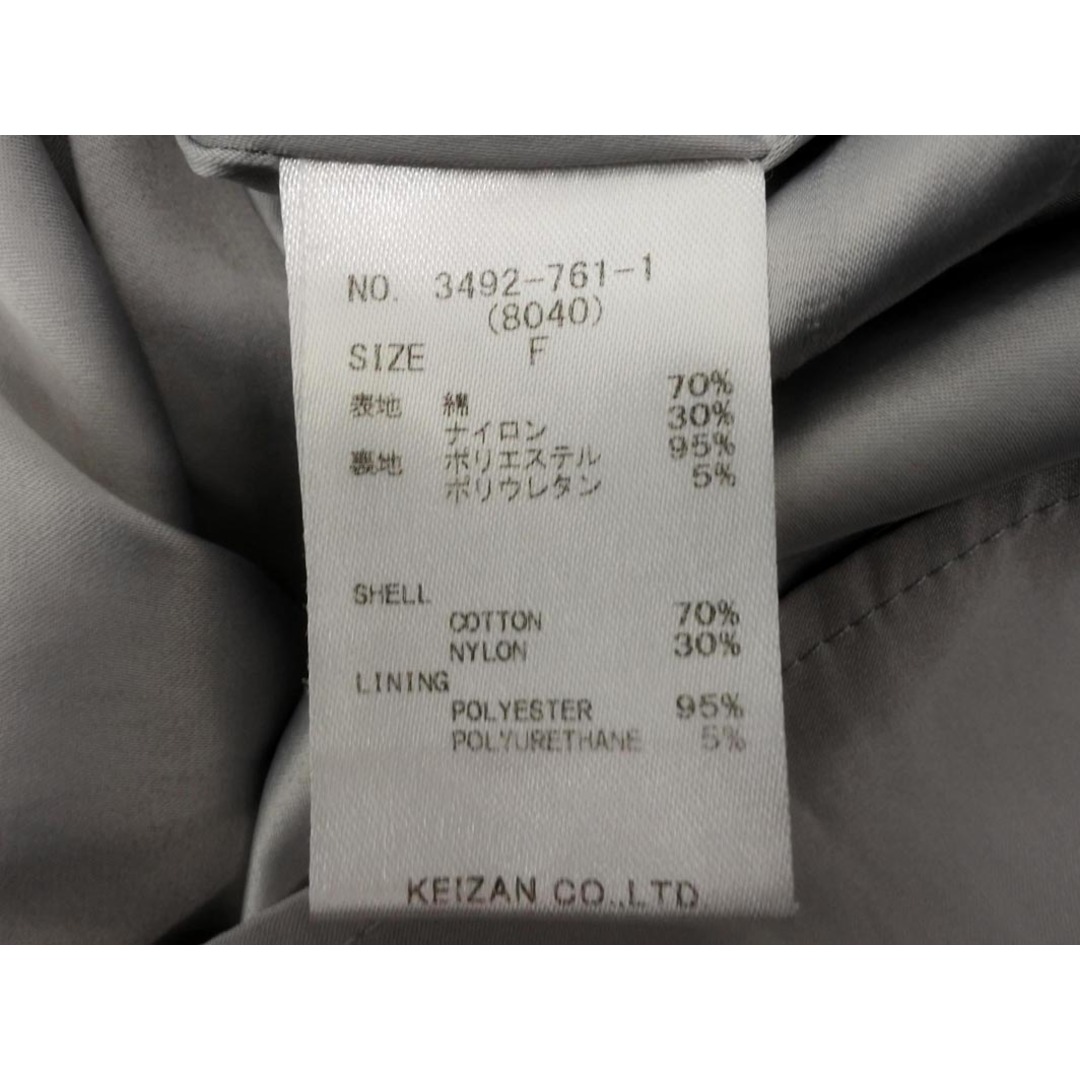 NO. 3492-761-1
(8040)
SIZE F
表地 綿 70%
ナイロン 30%
裏地 ポリエステル 95%
ポリウレタン 5%
SHELL
COTTON 70%
NYLON 30%
LINING
POLYESTER 95%
POLYURETHANE 5%
KEIZAN CO.,LTD